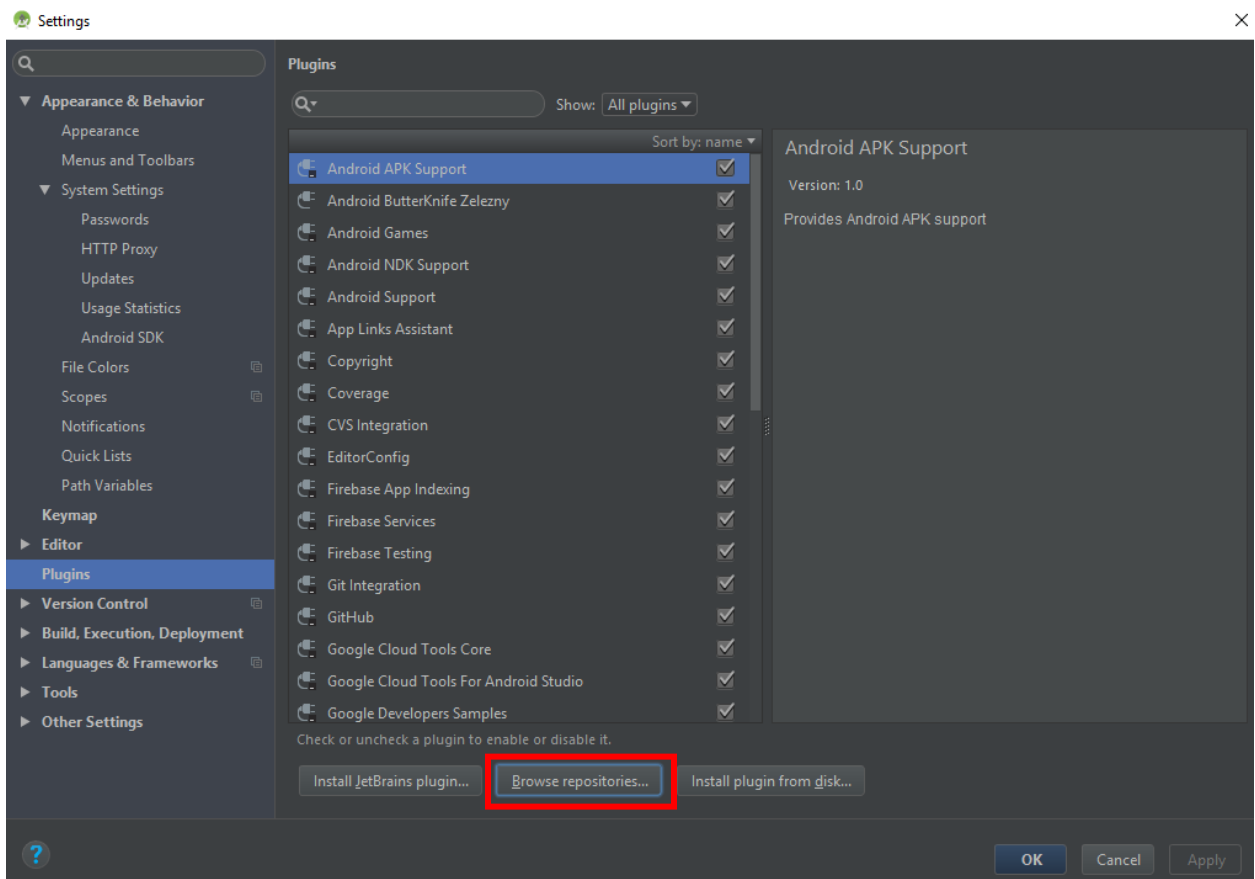 Settings
Appearance & Behavior
Appearance
Menus and Toolbars
System Settings
Passwords
HTTP Proxy
Updates
Usage Statistics
Android SDK
File Colors
Scopes
Notifications
Quick Lists
Path Variables
Keymap
Editor
Plugins
Version Control
Build, Execution, Deployment
Languages & Frameworks
Tools
Other Settings
Plugins
Show: All plugins
Sort by: name
Android APK Support
Android ButterKnife Zelezny
Android Games
Android NDK Support
Android Support
App Links Assistant
Copyright
Coverage
CVS Integration
EditorConfig
Firebase App Indexing
Firebase Services
Firebase Testing
Git Integration
GitHub
Google Cloud Tools Core
Google Cloud Tools For Android Studio
Google Developers Samples
Check or uncheck a plugin to enable or disable it.
Install JetBrains plugin... Browse repositories... Install plugin from disk...
Android APK Support
Version: 1.0
Provides Android APK support
?
OK Cancel Apply